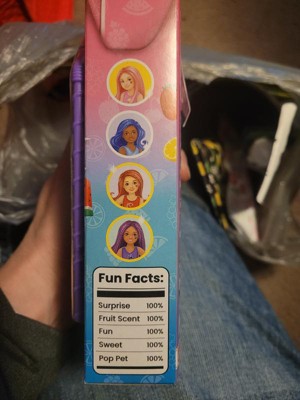 Fun Facts:
Surprise 100%
Fruit Scent 100%
Fun 100%
Sweet 100%
Pop Pet 100%